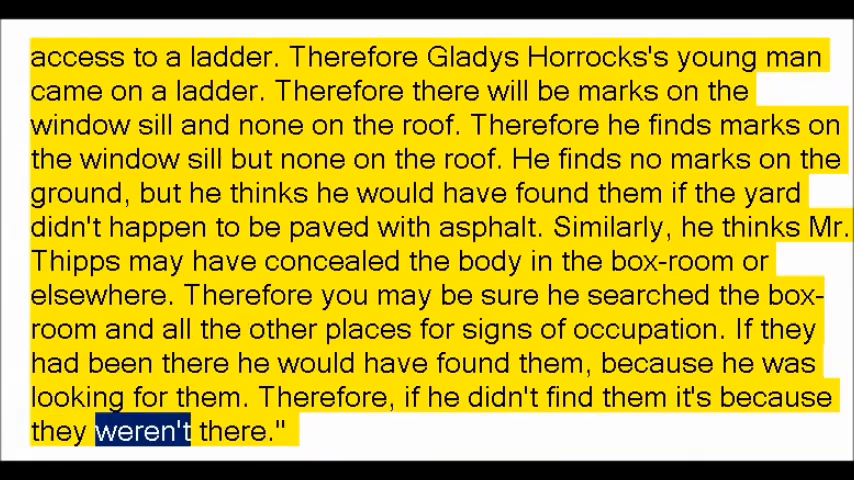 access to a ladder. Therefore Gladys Horrocks's young man
came on a ladder. Therefore there will be marks on the
window sill and none on the roof. Therefore he finds marks on
the window sill but none on the roof. He finds no marks on the
ground, but he thinks he would have found them if the yard
didn't happen to be paved with asphalt. Similarly, he thinks Mr.
Thipps may have concealed the body in the box-room or
elsewhere. Therefore you may be sure he searched the box-
room and all the other places for signs of occupation. If they
had been there he would have found them, because he was
looking for them. Therefore, if he didn't find them it's because
they weren't there."